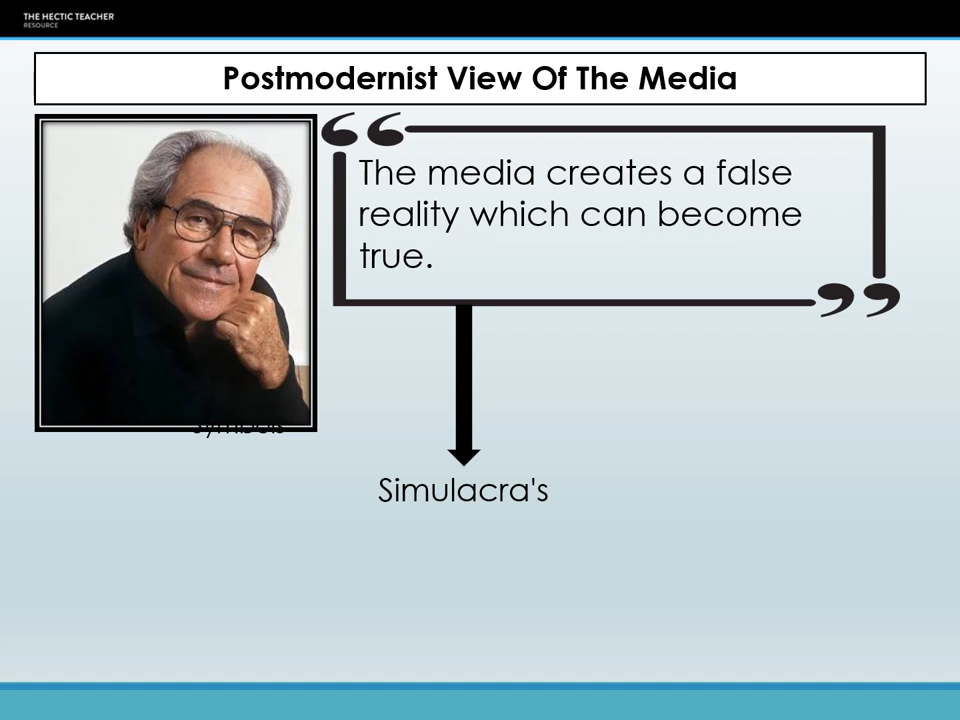 THE HECTIC TEACHER
RESOURCE
Postmodernist View Of The Media
“
The media creates a false
reality which can become
true.
”
symbols
Simulacra's